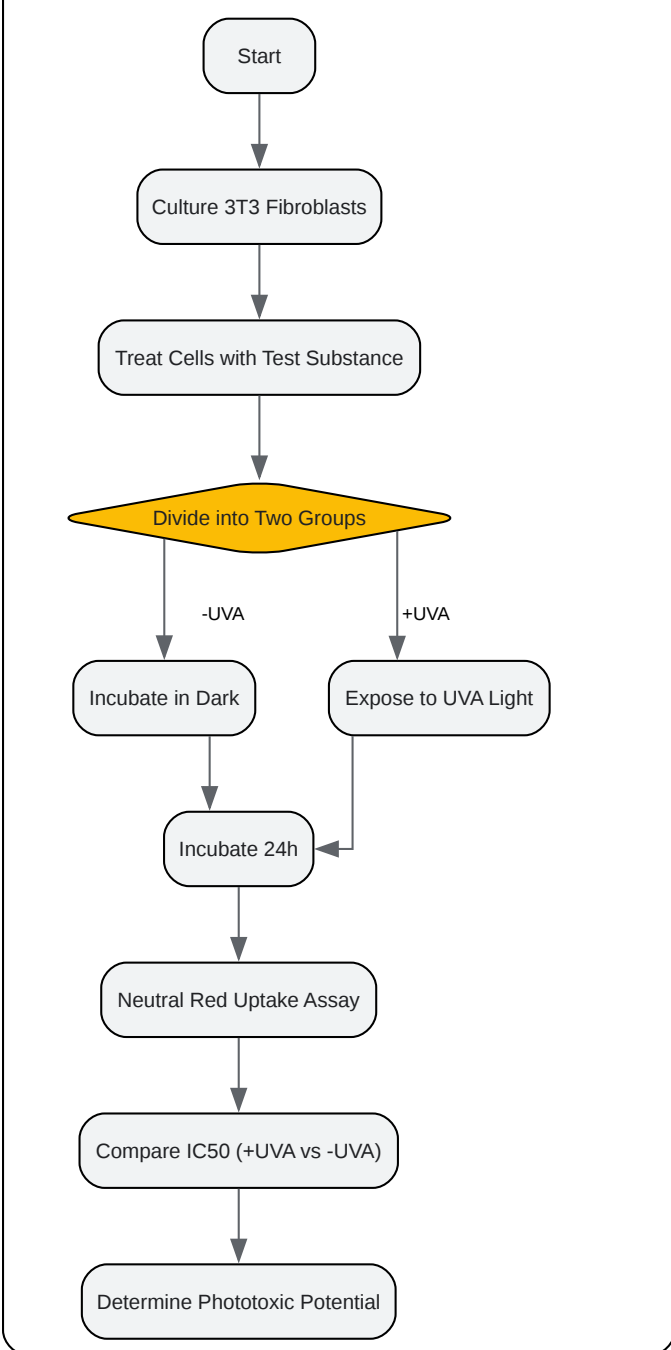 Start
Culture 3T3 Fibroblasts
Treat Cells with Test Substance
Divide into Two Groups
-UVA
+UVA
Incubate in Dark
Expose to UVA Light
Incubate 24h
Neutral Red Uptake Assay
Compare IC50 (+UVA vs -UVA)
Determine Phototoxic Potential